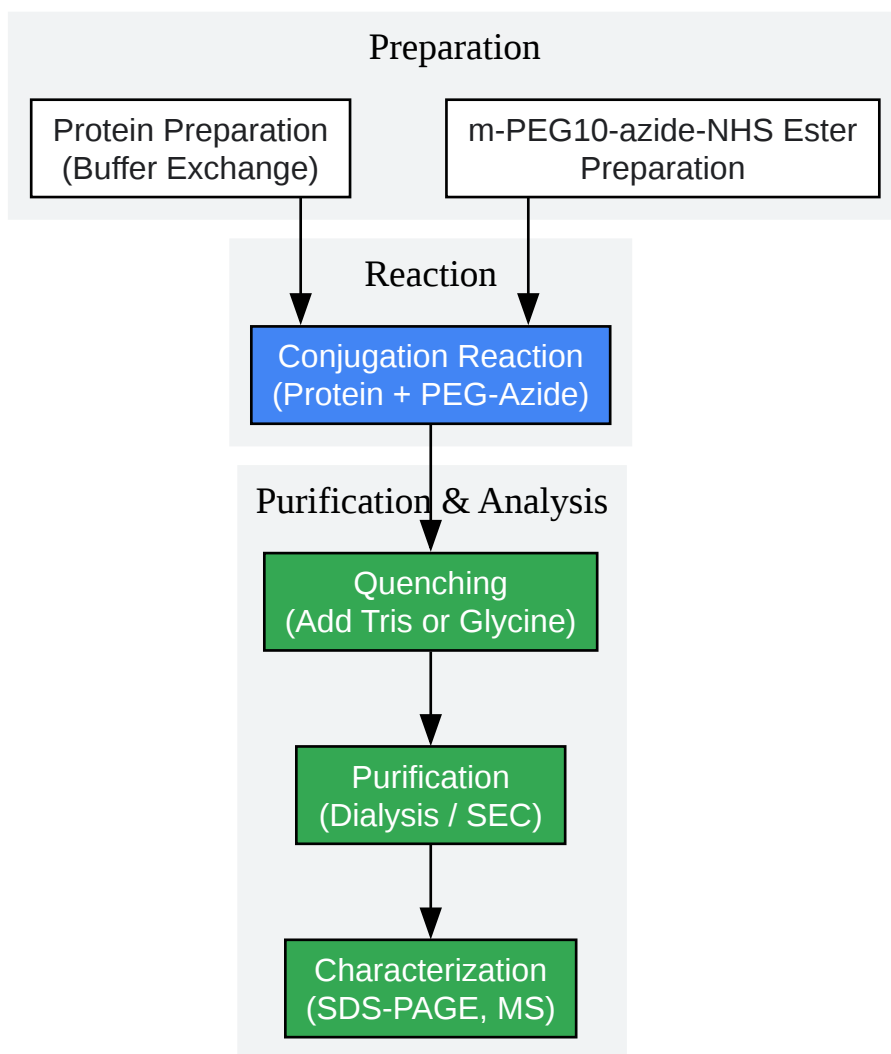 Preparation
Protein Preparation
(Buffer Exchange)
m-PEG10-azide-NHS Ester
Preparation
Reaction
Conjugation Reaction
(Protein + PEG-Azide)
Purification & Analysis
Quenching
(Add Tris or Glycine)
Purification
(Dialysis / SEC)
Characterization
(SDS-PAGE, MS)